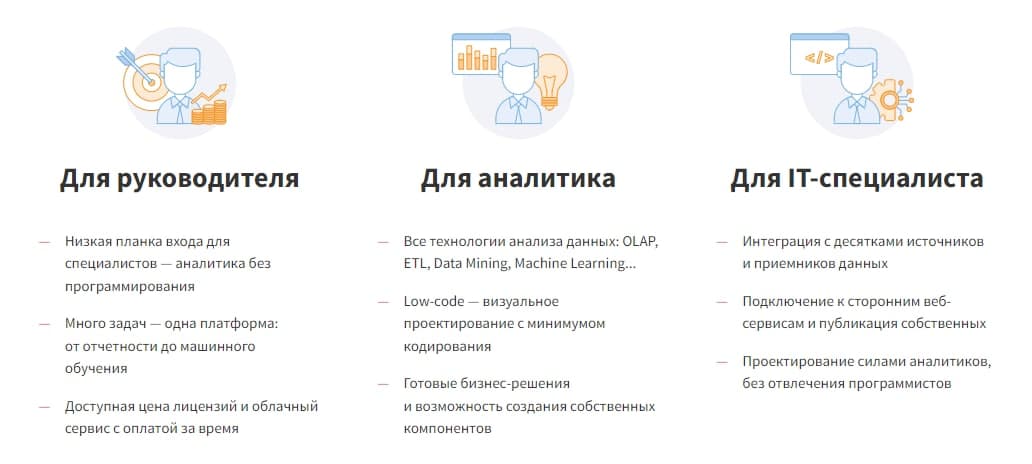 </>
Для руководителя
— Низкая планка входа для
специалистов — аналитика без
программирования
— Много задач — одна платформа:
от отчетности до машинного
обучения
— Доступная цена лицензий и облачный
сервис с оплатой за время
Для аналитика
— Все технологии анализа данных: OLAP,
ETL, Data Mining, Machine Learning...
— Low-code — визуальное
проектирование с минимумом
кодирования
— Готовые бизнес-решения
и возможность создания собственных
компонентов
Для IT-специалиста
— Интеграция с десятками источников
и приемников данных
— Подключение к сторонним веб-
сервисам и публикация собственных
— Проектирование силами аналитиков,
без отвлечения программистов